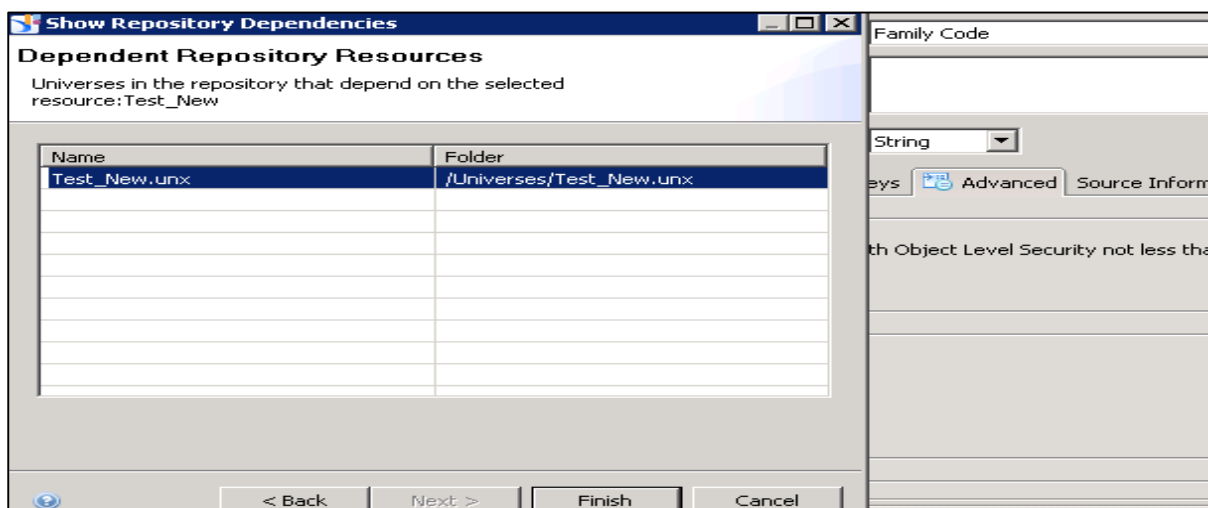 Show Repository Dependencies
Dependent Repository Resources
Universes in the repository that depend on the selected
resource:Test_New
Name Folder
Test_New.unx /Universes/Test_New.unx
< Back Next > Finish Cancel
Family Code
String
eys Advanced Source Inform
th Object Level Security not less tha